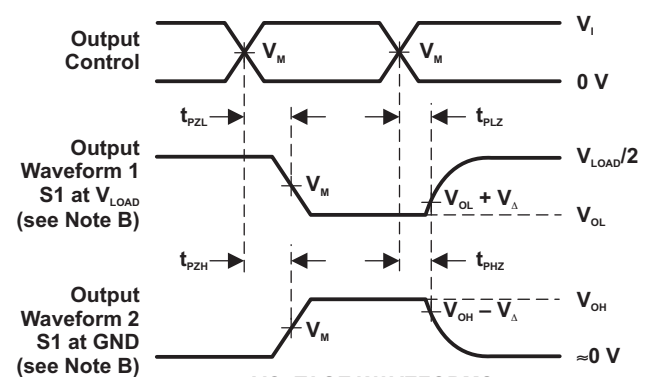 Output
Control
V_M
V_M
V_I
0 V
t_PZL
t_PLZ
Output
Waveform 1
S1 at V_LOAD
(see Note B)
V_M
V_OL + V_Δ
V_LOAD/2
V_OL
t_PZH
t_PHZ
Output
Waveform 2
S1 at GND
(see Note B)
V_M
V_OH – V_Δ
V_OH
≈0 V